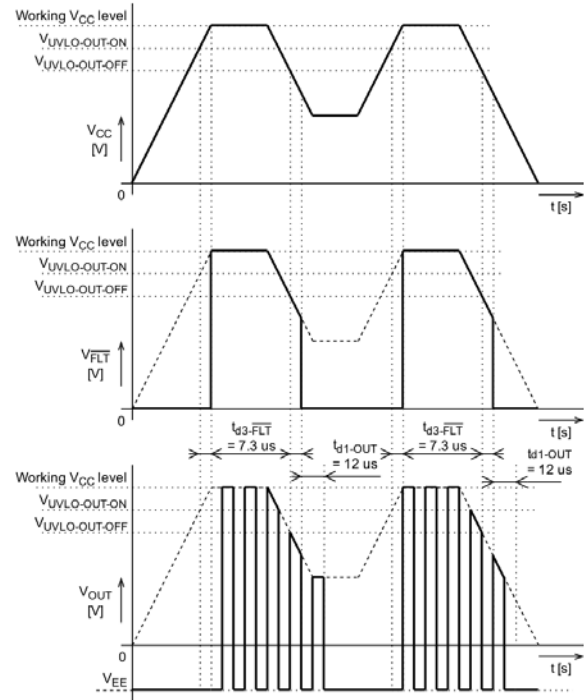 Working VCC level
VUVLO-OUT-ON
VUVLO-OUT-OFF
VCC
[V]
0
t [s]
Working VCC level
VUVLO-OUT-ON
VUVLO-OUT-OFF
VFLT
[V]
0
t [s]
td3-FLT
= 7.3 us
td1-OUT
= 12 us
td3-FLT
= 7.3 us
td1-OUT
= 12 us
Working VCC level
VUVLO-OUT-ON
VUVLO-OUT-OFF
VOUT
[V]
0
t [s]
VEE